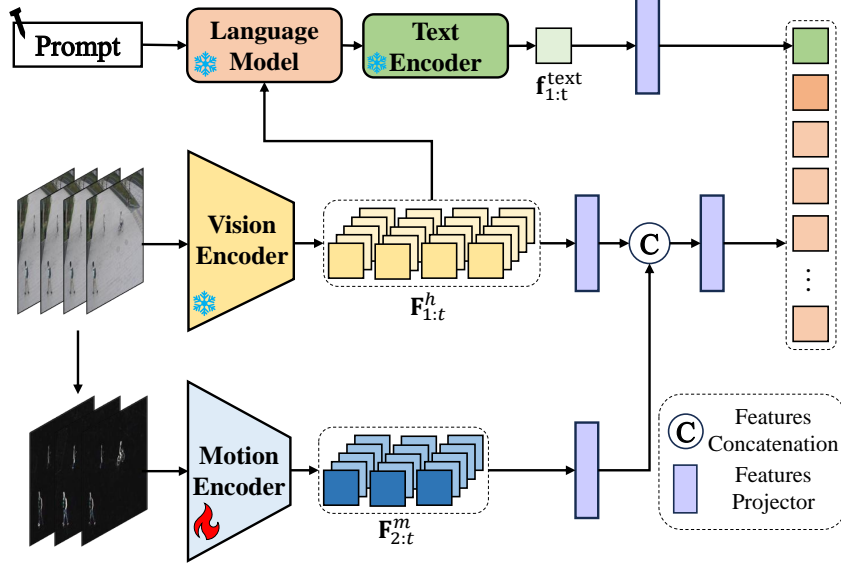 Prompt
Language
Model
Text
Encoder
f_{1:t}^{text}
Vision
Encoder
F_{1:t}^{h}
C
Motion
Encoder
F_{2:t}^{m}
C
Features
Concatenation
Features
Projector